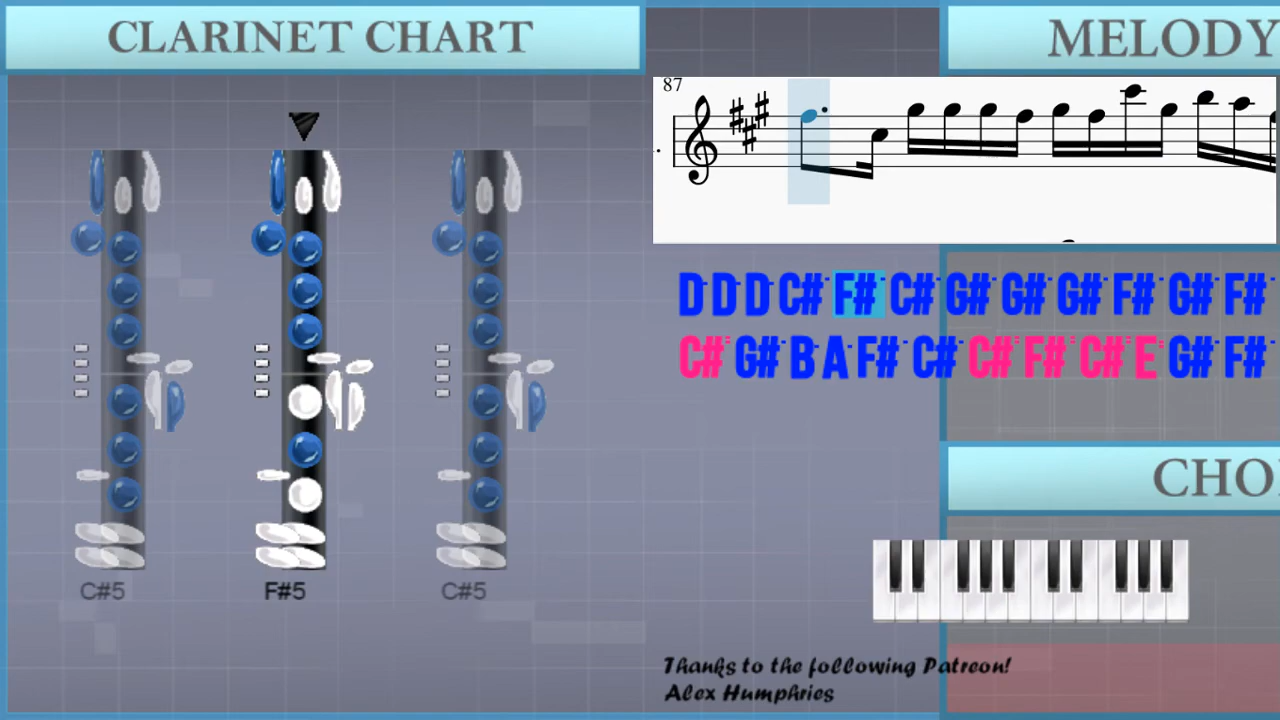 CLARINET CHART
MELODY
87
D D D C# F# C# G# G# G# F# G# F#
C# G# B A F# C# C# F# C# E G# F#
C#5 F#5 C#5
CHO
Thanks to the following Patreon!
Alex Humphries